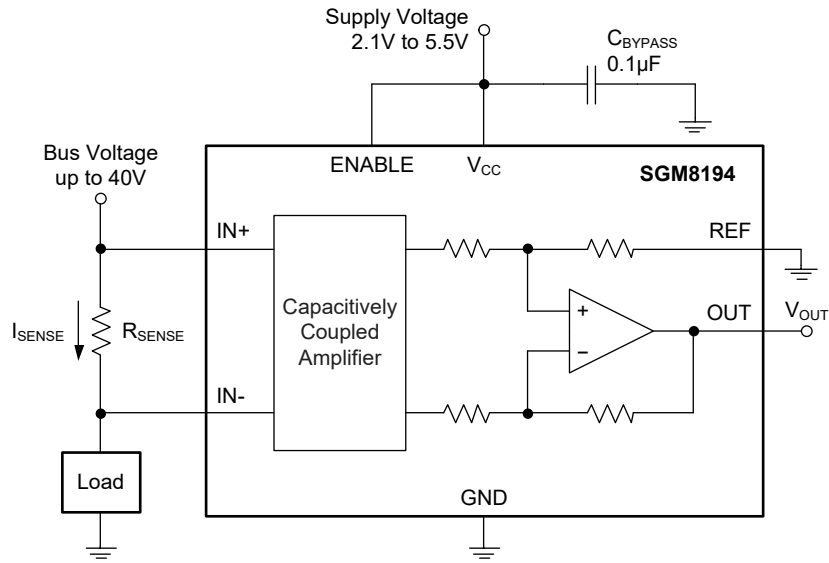 Supply Voltage
2.1V to 5.5V
CBYPASS
0.1µF
Bus Voltage
up to 40V
ENABLE
VCC
SGM8194
IN+
REF
Capacitively
Coupled
Amplifier
+
−
OUT
VOUT
ISENSE
RSENSE
IN-
Load
GND